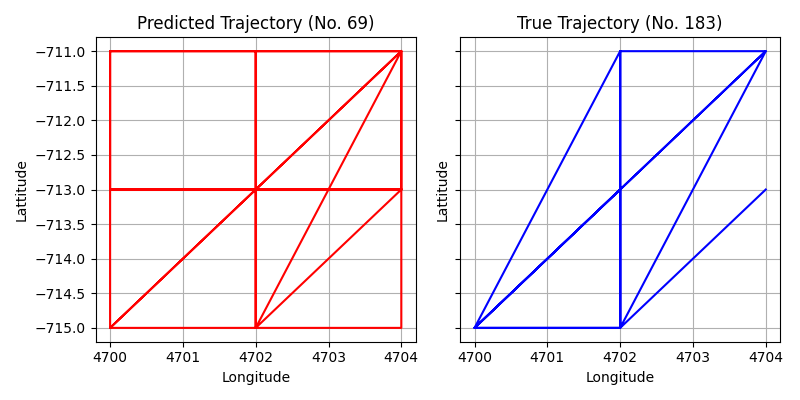 Predicted Trajectory (No. 69)
−711.0
−711.5
−712.0
−712.5
−713.0
−713.5
−714.0
−714.5
−715.0
Lattitude
4700 4701 4702 4703 4704
Longitude
True Trajectory (No. 183)
Lattitude
4700 4701 4702 4703 4704
Longitude